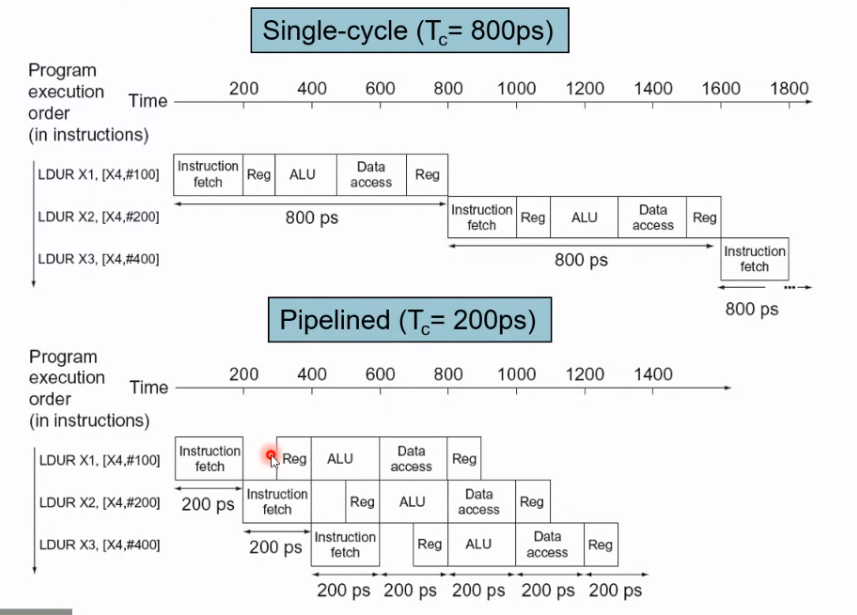 Single-cycle (Tc= 800ps)
Program
execution
order
(in instructions)
Time
200 400 600 800 1000 1200 1400 1600 1800
LDUR X1, [X4,#100]
Instruction
fetch
Reg
ALU
Data
access
Reg
800 ps
LDUR X2, [X4,#200]
Instruction
fetch
Reg
ALU
Data
access
Reg
800 ps
LDUR X3, [X4,#400]
Instruction
fetch
800 ps
Pipelined (Tc= 200ps)
Program
execution
order
(in instructions)
Time
200 400 600 800 1000 1200 1400
LDUR X1, [X4,#100]
Instruction
fetch
Reg
ALU
Data
access
Reg
200 ps
LDUR X2, [X4,#200]
Instruction
fetch
Reg
ALU
Data
access
Reg
200 ps
LDUR X3, [X4,#400]
Instruction
fetch
Reg
ALU
Data
access
Reg
200 ps 200 ps 200 ps 200 ps 200 ps